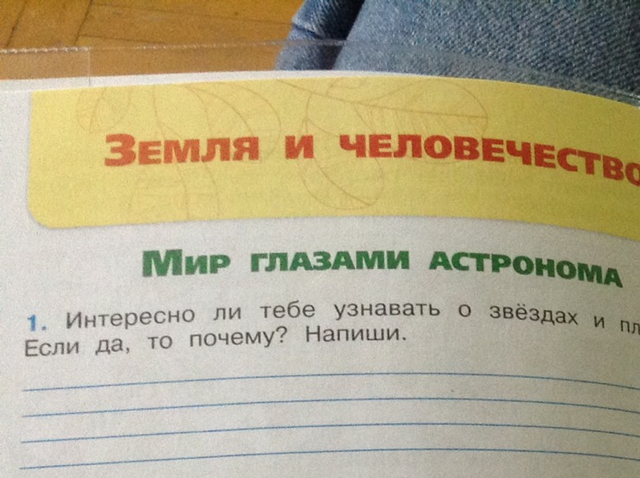 ЗЕМЛЯ И ЧЕЛОВЕЧЕСТВО
МИР ГЛАЗАМИ АСТРОНОМА
1. Интересно ли тебе узнавать о звёздах и
Если да, то почему? Напиши.